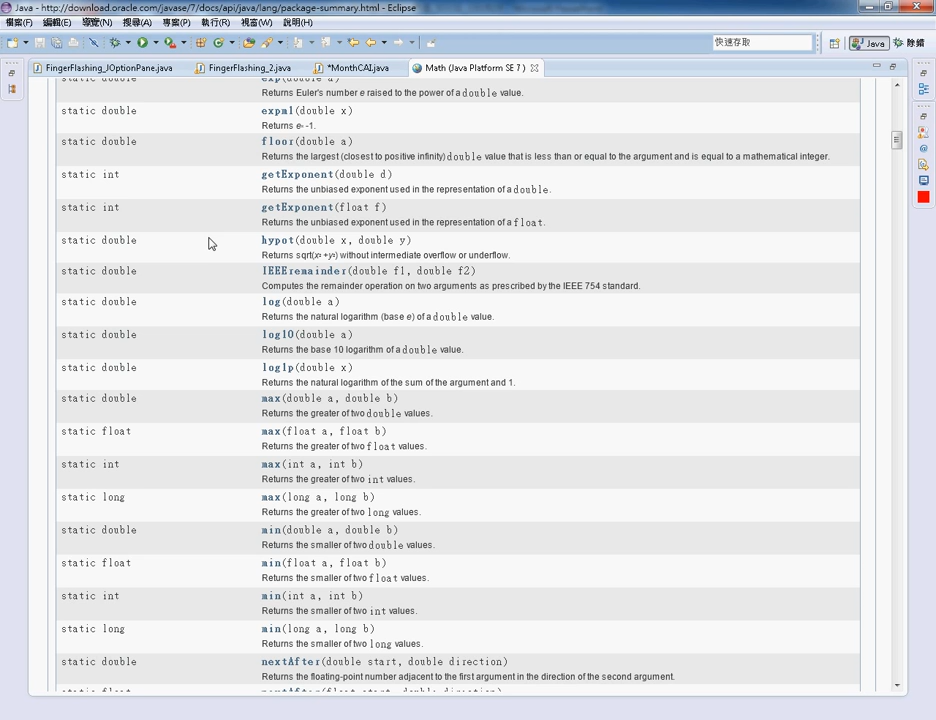 Java - http://download.oracle.com/javase/7/docs/api/java/lang/package-summary.html - Eclipse
檔案(F) 編輯(E) 導覽(N) 搜尋(A) 專案(P) 執行(R) 視窗(W) 說明(H)
快速存取 Java 除錯
FingerFlashing_JOptionPane.java FingerFlashing_2.java *MonthCAI.java Math (Java Platform SE 7 )
static double exp(double a)
Returns Euler's number e raised to the power of a double value.
static double expm1(double x)
Returns eˣ -1.
static double floor(double a)
Returns the largest (closest to positive infinity) double value that is less than or equal to the argument and is equal to a mathematical integer.
static int getExponent(double d)
Returns the unbiased exponent used in the representation of a double.
static int getExponent(float f)
Returns the unbiased exponent used in the representation of a float.
static double hypot(double x, double y)
Returns sqrt(x² +y²) without intermediate overflow or underflow.
static double IEEEremainder(double f1, double f2)
Computes the remainder operation on two arguments as prescribed by the IEEE 754 standard.
static double log(double a)
Returns the natural logarithm (base e) of a double value.
static double log10(double a)
Returns the base 10 logarithm of a double value.
static double log1p(double x)
Returns the natural logarithm of the sum of the argument and 1.
static double max(double a, double b)
Returns the greater of two double values.
static float max(float a, float b)
Returns the greater of two float values.
static int max(int a, int b)
Returns the greater of two int values.
static long max(long a, long b)
Returns the greater of two long values.
static double min(double a, double b)
Returns the smaller of two double values.
static float min(float a, float b)
Returns the smaller of two float values.
static int min(int a, int b)
Returns the smaller of two int values.
static long min(long a, long b)
Returns the smaller of two long values.
static double nextAfter(double start, double direction)
Returns the floating-point number adjacent to the first argument in the direction of the second argument.
static float nextAfter(float start, double direction)